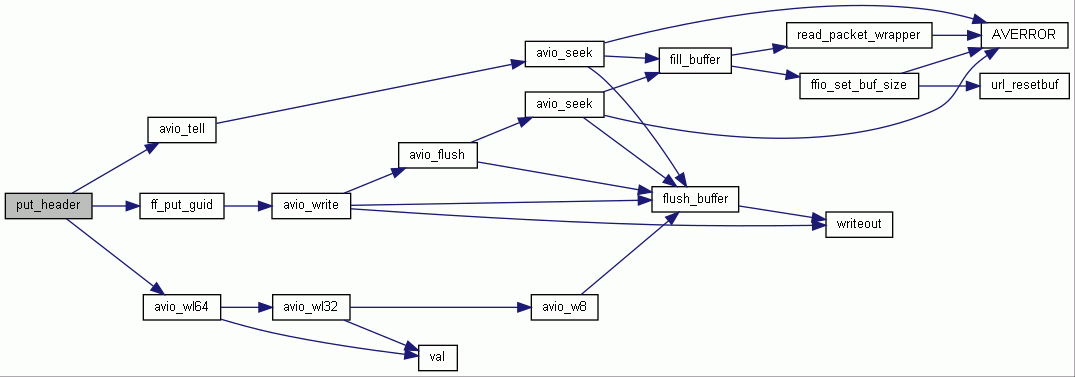 put_header
avio_tell
ff_put_guid
avio_wl64
avio_write
avio_wl32
avio_flush
val
avio_seek
avio_seek
avio_w8
fill_buffer
flush_buffer
read_packet_wrapper
ffio_set_buf_size
writeout
AVERROR
url_resetbuf